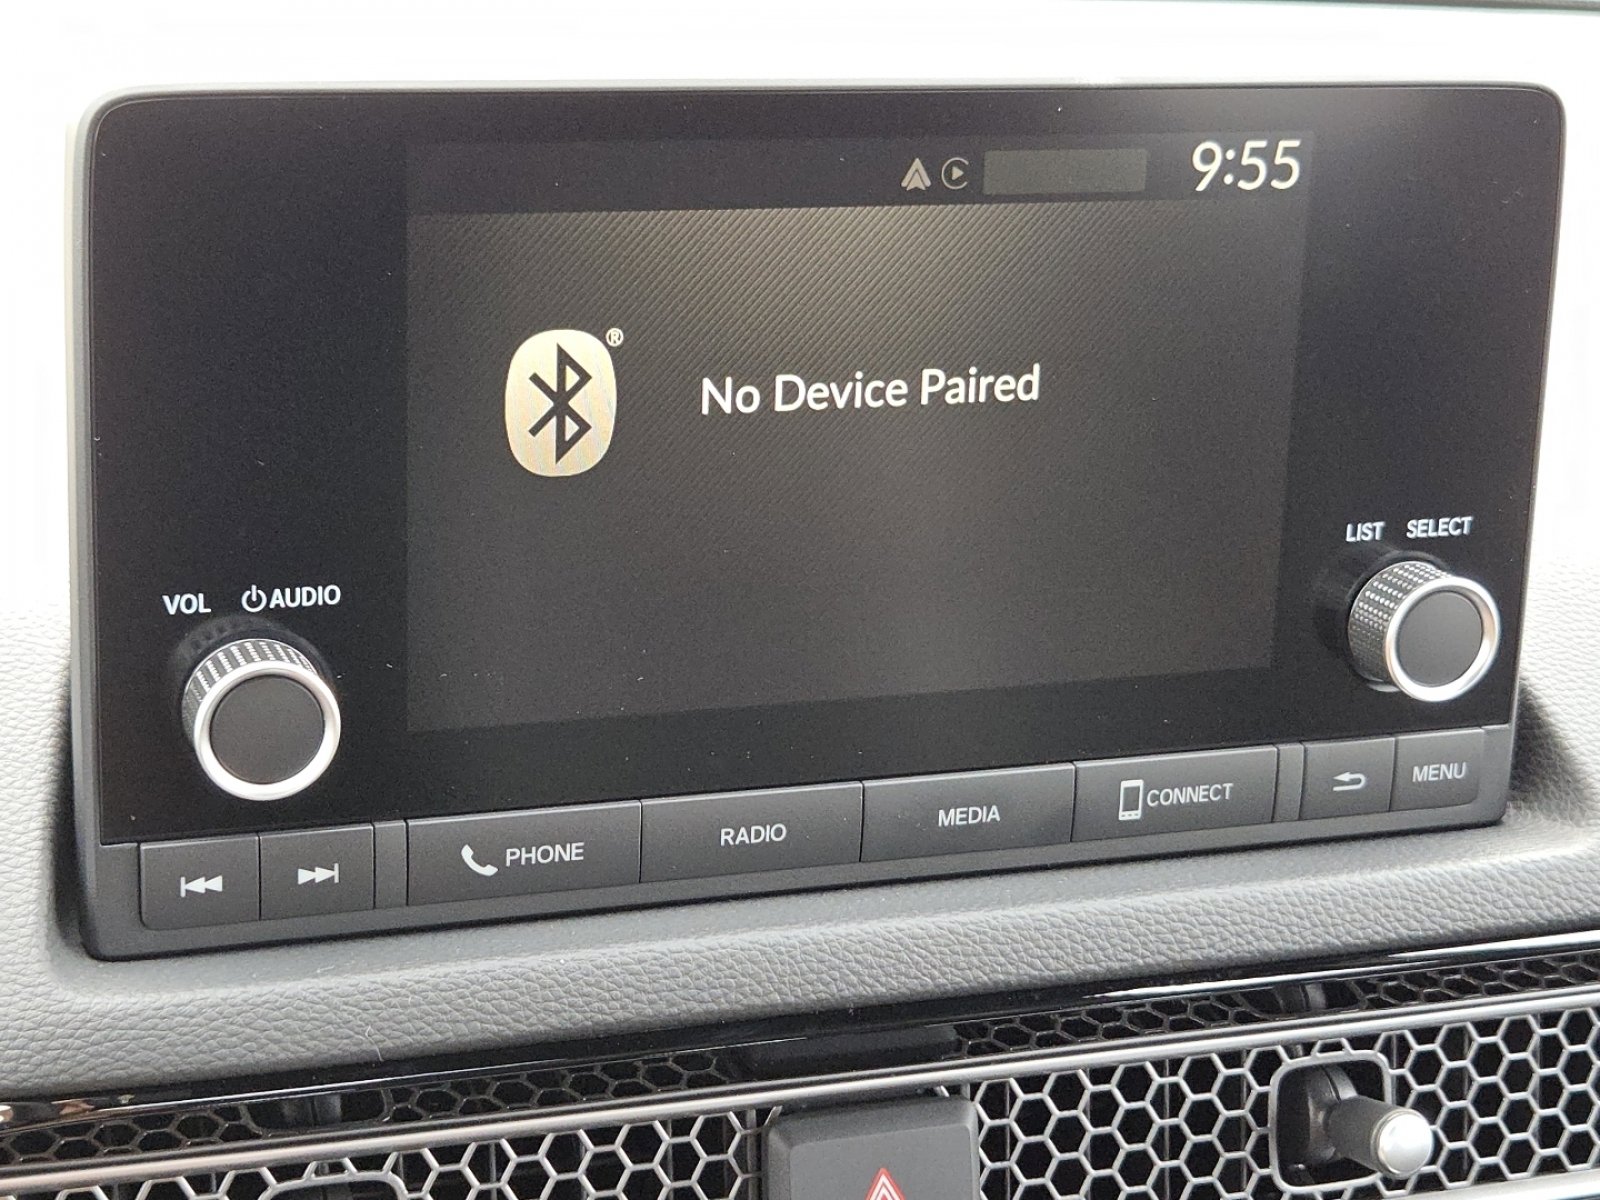 9:55
®
No Device Paired
LIST SELECT
VOL AUDIO
PHONE
RADIO
MEDIA
CONNECT
MENU